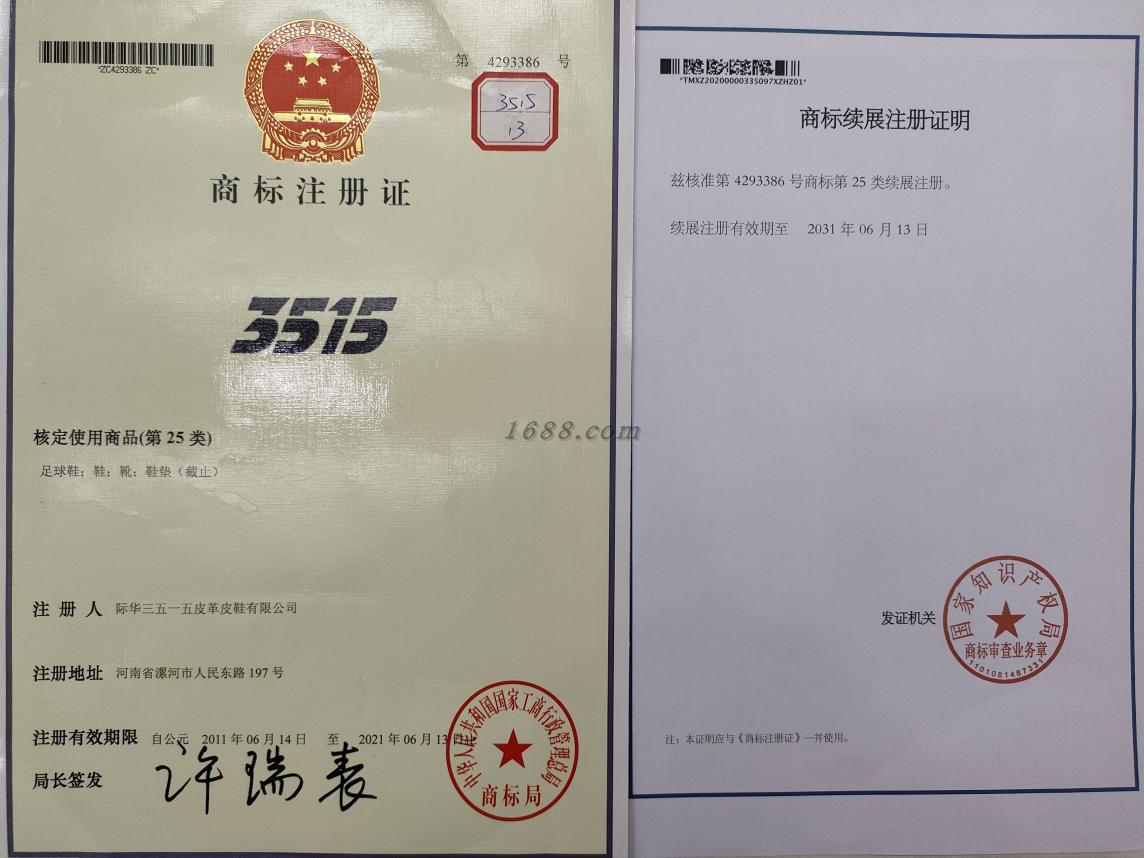 *ZC4293386 ZC*
第 4293386 号
3515
13
商标注册证
3515
核定使用商品(第 25 类)
足球鞋；鞋；靴；鞋垫（截止）
注 册 人 际华三五一五皮革皮鞋有限公司
注册地址 河南省漯河市人民东路 197 号
注册有效期限 自公元 2011 年 06 月 14 日 至 2021 年 06 月 13 日
局长签发 许瑞表
中华人民共和国国家工商行政管理总局
商标局
1688.com
*TMXZ20200000335097XZHZ01*
商标续展注册证明
兹核准第 4293386 号商标第 25 类续展注册。
续展注册有效期至 2031 年 06 月 13 日
发证机关
国家知识产权局
商标审查业务章
1101081467331
注：本证明应与《商标注册证》一并使用。